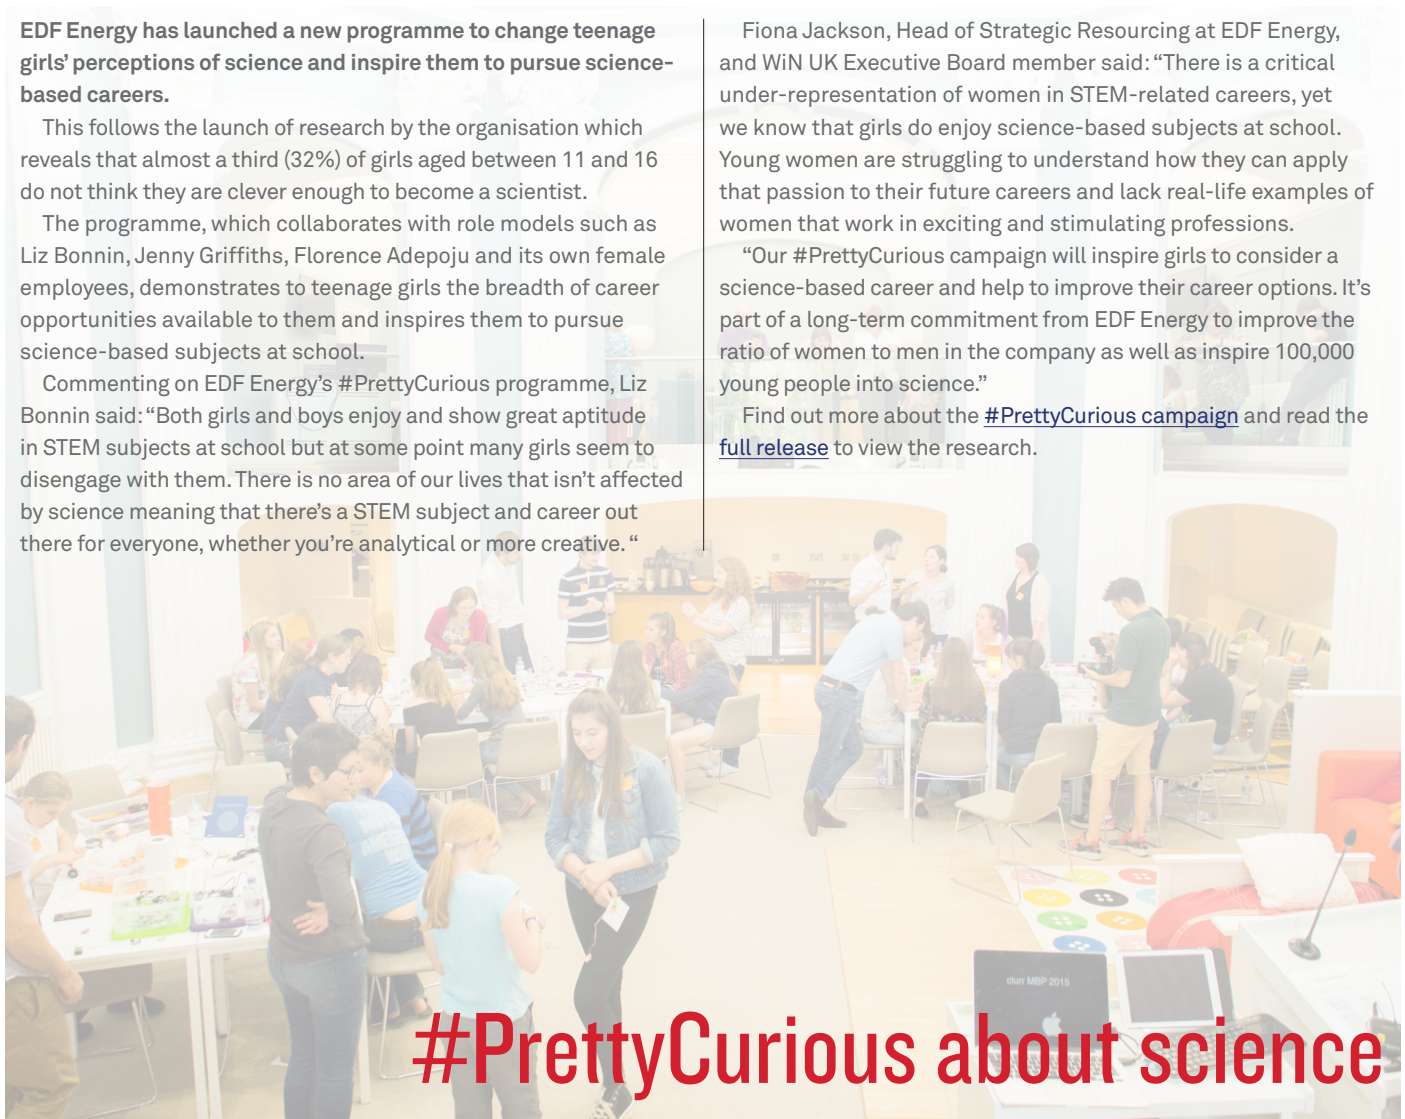 EDF Energy has launched a new programme to change teenage
girls’ perceptions of science and inspire them to pursue science-
based careers.
This follows the launch of research by the organisation which
reveals that almost a third (32%) of girls aged between 11 and 16
do not think they are clever enough to become a scientist.
The programme, which collaborates with role models such as
Liz Bonnin, Jenny Griffiths, Florence Adepoju and its own female
employees, demonstrates to teenage girls the breadth of career
opportunities available to them and inspires them to pursue
science-based subjects at school.
Commenting on EDF Energy’s #PrettyCurious programme, Liz
Bonnin said: “Both girls and boys enjoy and show great aptitude
in STEM subjects at school but at some point many girls seem to
disengage with them. There is no area of our lives that isn’t affected
by science meaning that there’s a STEM subject and career out
there for everyone, whether you’re analytical or more creative. “
Fiona Jackson, Head of Strategic Resourcing at EDF Energy,
and WiN UK Executive Board member said: “There is a critical
under-representation of women in STEM-related careers, yet
we know that girls do enjoy science-based subjects at school.
Young women are struggling to understand how they can apply
that passion to their future careers and lack real-life examples of
women that work in exciting and stimulating professions.
“Our #PrettyCurious campaign will inspire girls to consider a
science-based career and help to improve their career options. It’s
part of a long-term commitment from EDF Energy to improve the
ratio of women to men in the company as well as inspire 100,000
young people into science.”
Find out more about the #PrettyCurious campaign and read the
full release to view the research.
clurr MBP 2015
#PrettyCurious about science